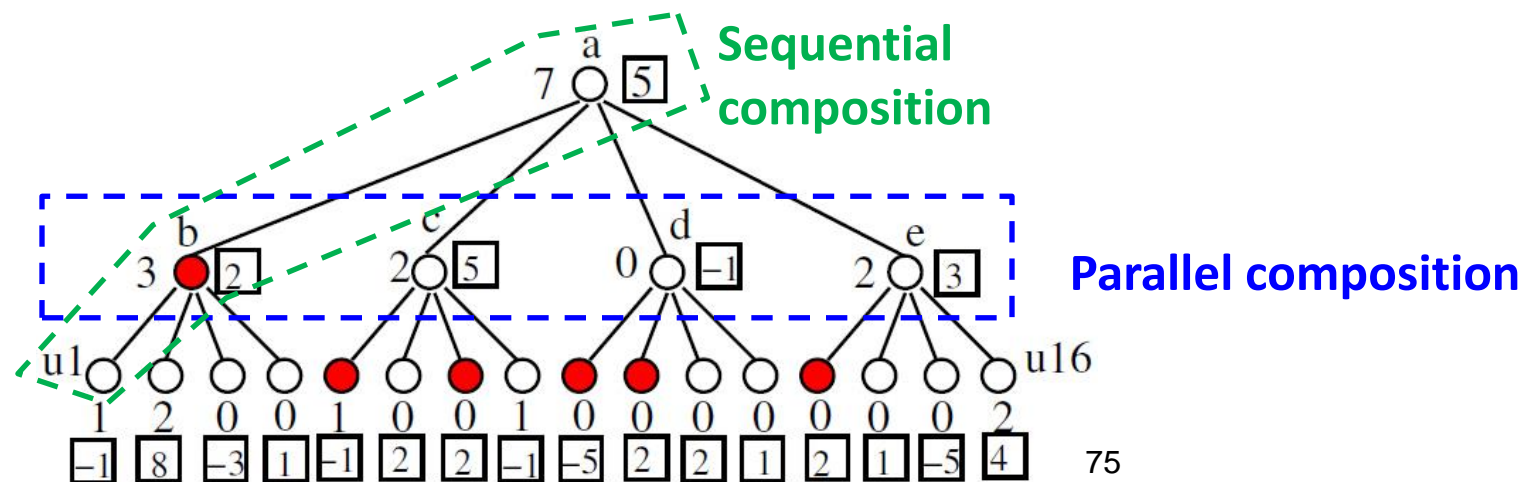 Sequential
composition
a
7 5
b c d e
3 2 2 5 0 -1 2 3
Parallel composition
u1 u16
1 2 0 0 1 0 0 1 0 0 0 0 0 0 0 2
-1 8 -3 1 -1 2 2 -1 -5 2 2 1 2 1 -5 4
75